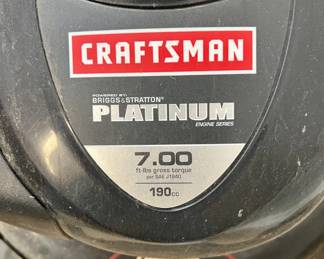 CRAFTSMAN
POWERED BY:
BRIGGS&STRATTON
PLATINUM
ENGINE SERIES
7.00
ft-lbs gross torque
per SAE J1940
190cc